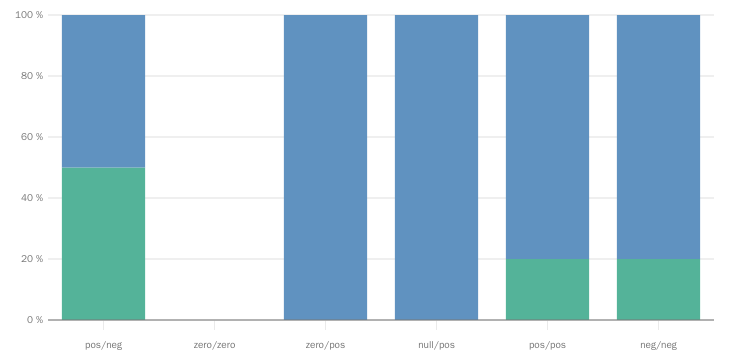 100 %
80 %
60 %
40 %
20 %
0 %
pos/neg
zero/zero
zero/pos
null/pos
pos/pos
neg/neg